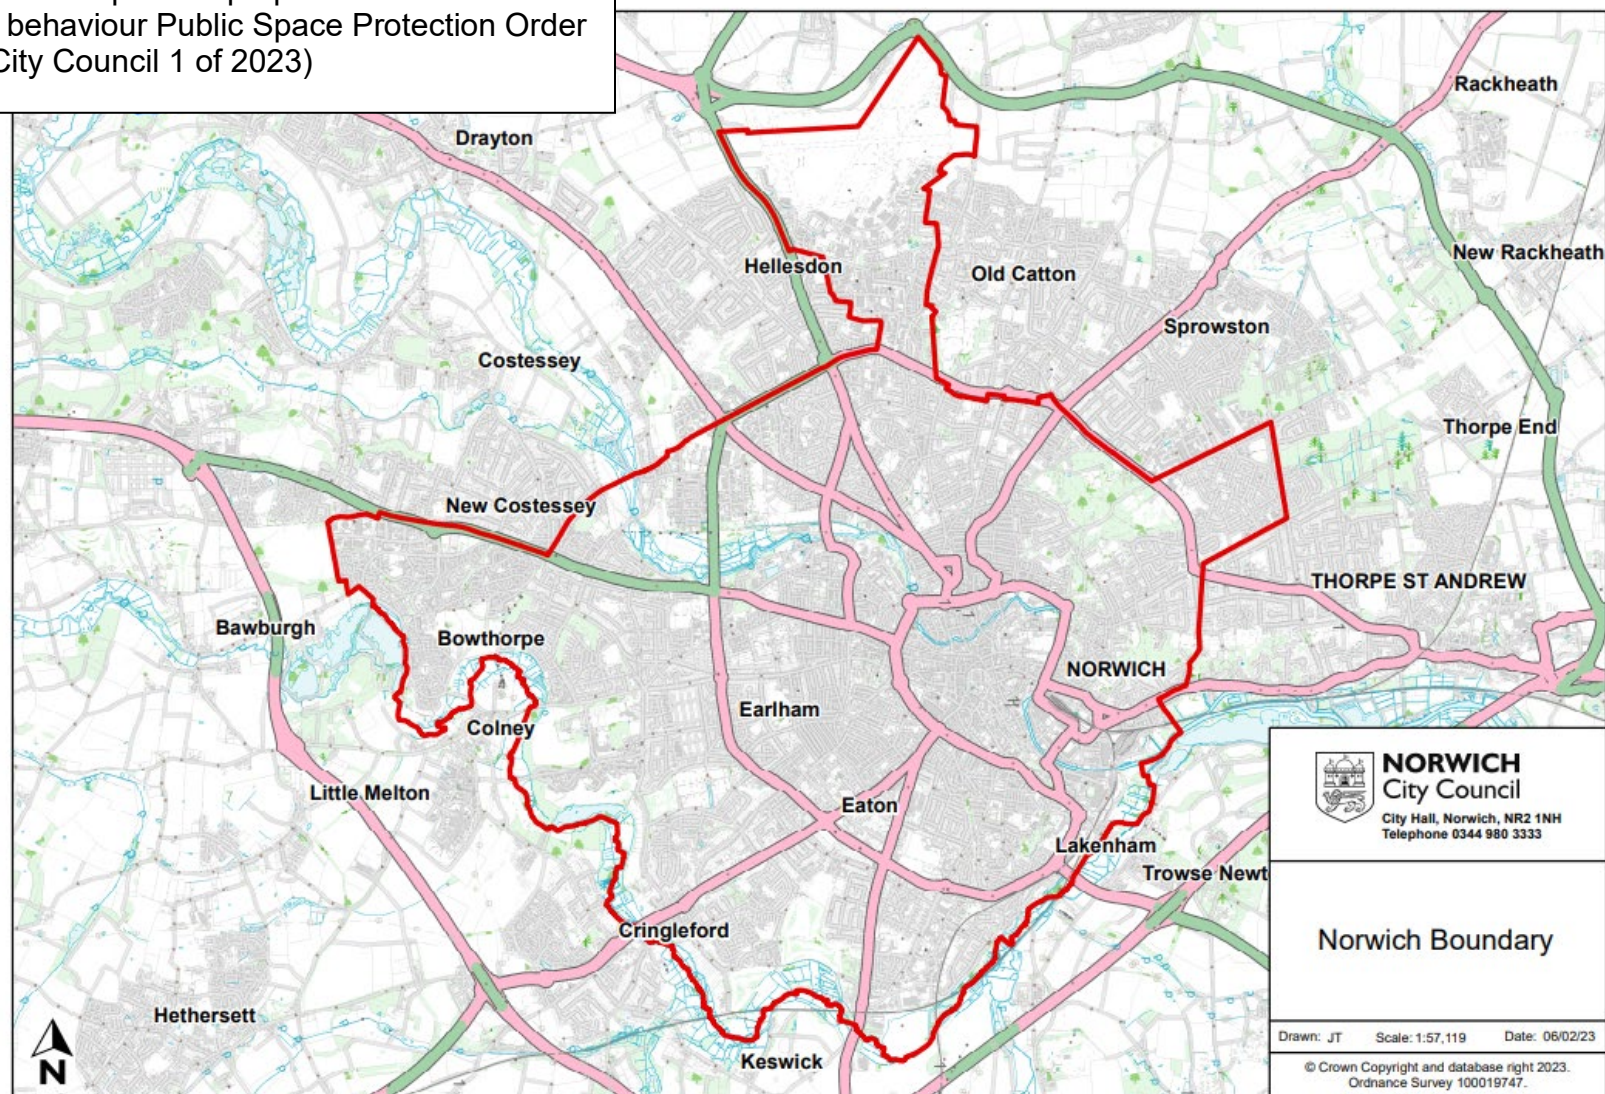 behaviour Public Space Protection Order
City Council 1 of 2023)
Rackheath
Drayton
New Rackheath
Hellesdon
Old Catton
Sprowston
Costessey
Thorpe End
New Costessey
THORPE ST ANDREW
Bawburgh
Bowthorpe
NORWICH
Earlham
Colney
Little Melton
Eaton
Lakenham
Trowse Newt
Cringleford
Hethersett
Keswick
N
NORWICH
City Council
City Hall, Norwich, NR2 1NH
Telephone 0344 980 3333
Norwich Boundary
Drawn: JT Scale: 1:57,119 Date: 06/02/23
© Crown Copyright and database right 2023.
Ordnance Survey 100019747.